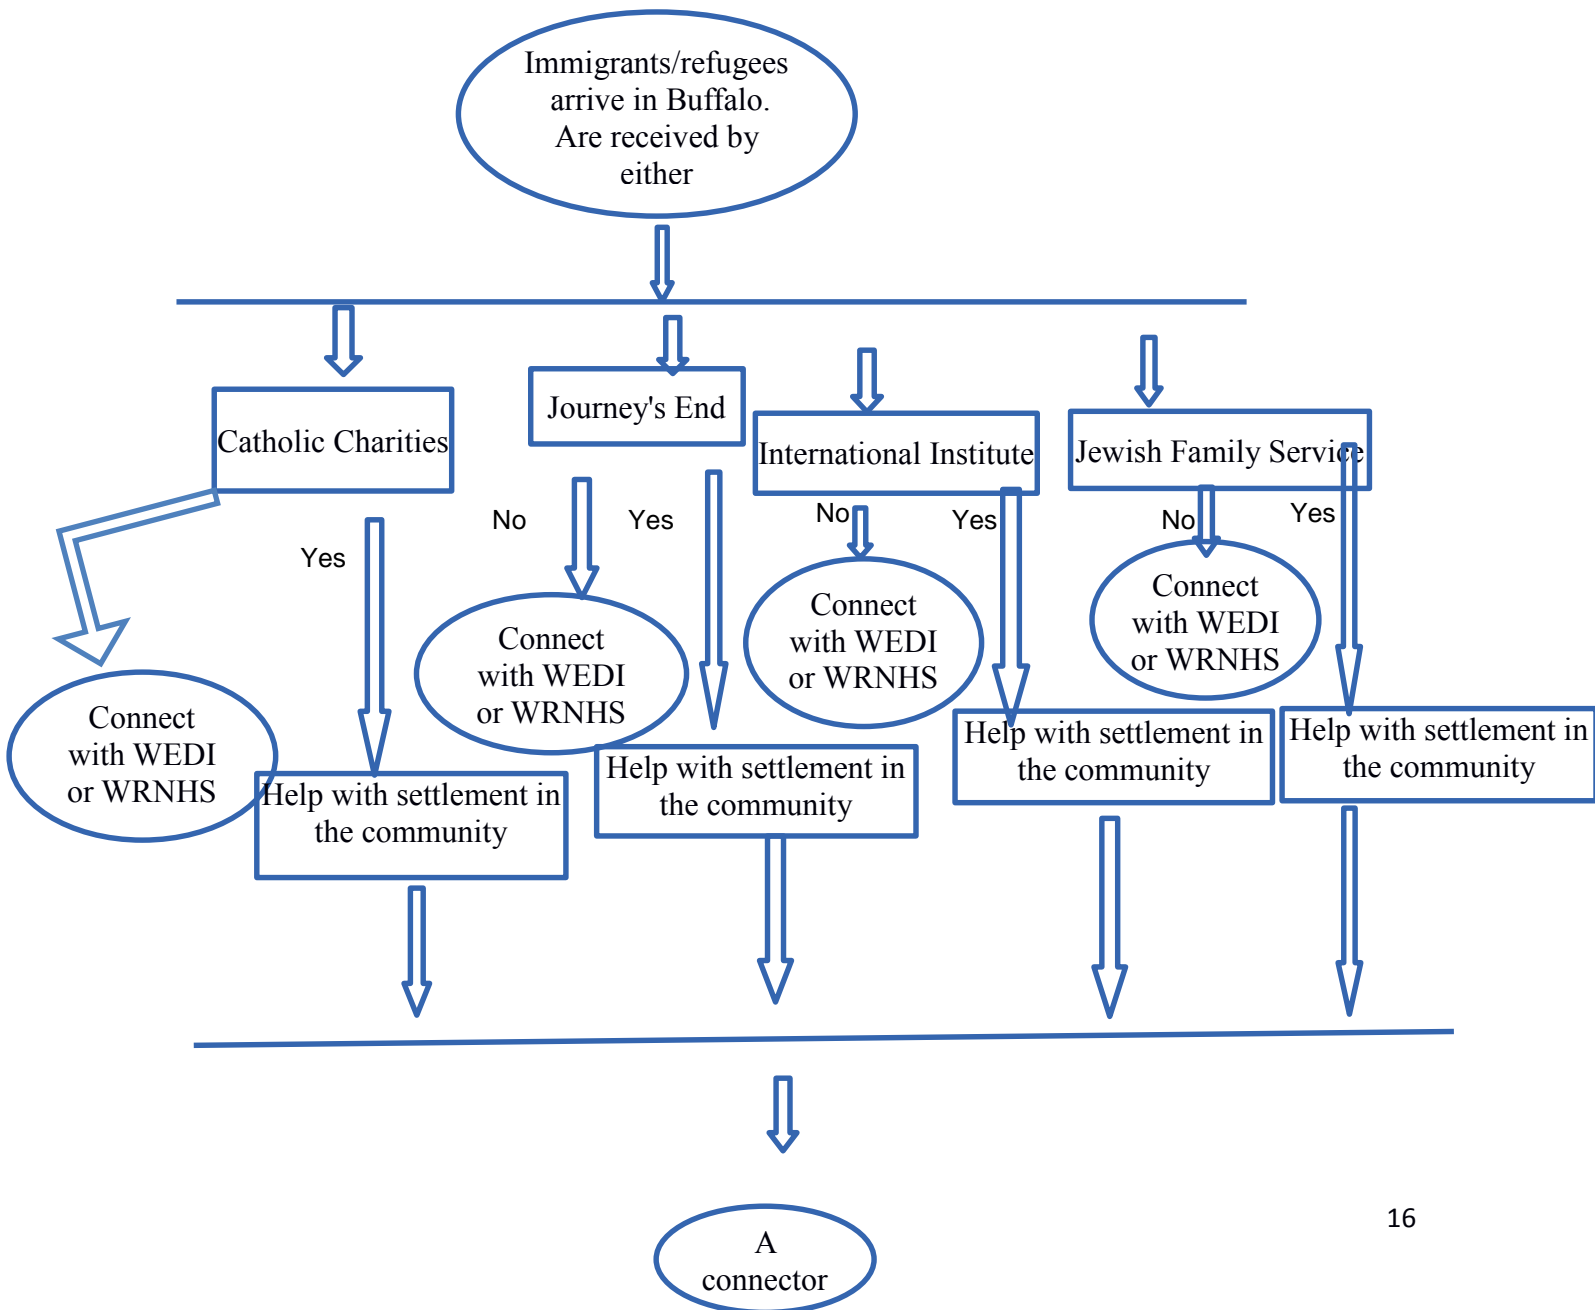 Immigrants/refugees
arrive in Buffalo.
Are received by
either
Catholic Charities
Journey's End
International Institute
Jewish Family Service
Yes
No
Yes
No
Yes
No
Yes
Connect
with WEDI
or WRNHS
Help with settlement in
the community
Connect
with WEDI
or WRNHS
Help with settlement in
the community
Connect
with WEDI
or WRNHS
Help with settlement in
the community
Connect
with WEDI
or WRNHS
Help with settlement in
the community
A
connector
16